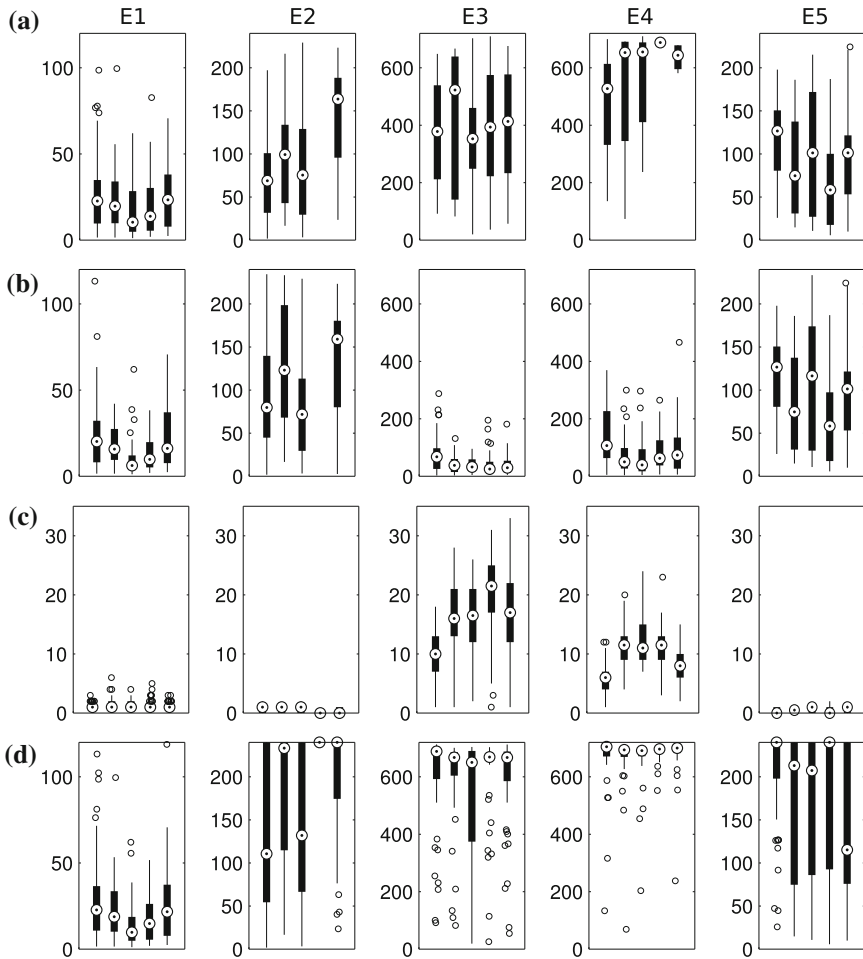 (a) E1 E2 E3 E4 E5
100 200 600 600 200
150 150
50 100 400 400 100
50 200 200 50
0 0 0 0 0
(b)
100 200 600 600 200
150 400 400 150
50 100 100
50 200 200 50
0 0 0 0 0
(c)
30 30 30 30 30
20 20 20 20 20
10 10 10 10 10
0 0 0 0 0
(d)
100 200 600 600 200
150 150
50 100 400 400 100
50 200 200 50
0 0 0 0 0